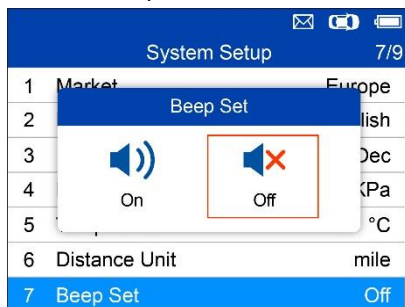 System Setup 7/9
1 Market Europe
Beep Set
2 lish
3 Dec
On Off
4 KPa
5 °C
6 Distance Unit mile
7 Beep Set Off